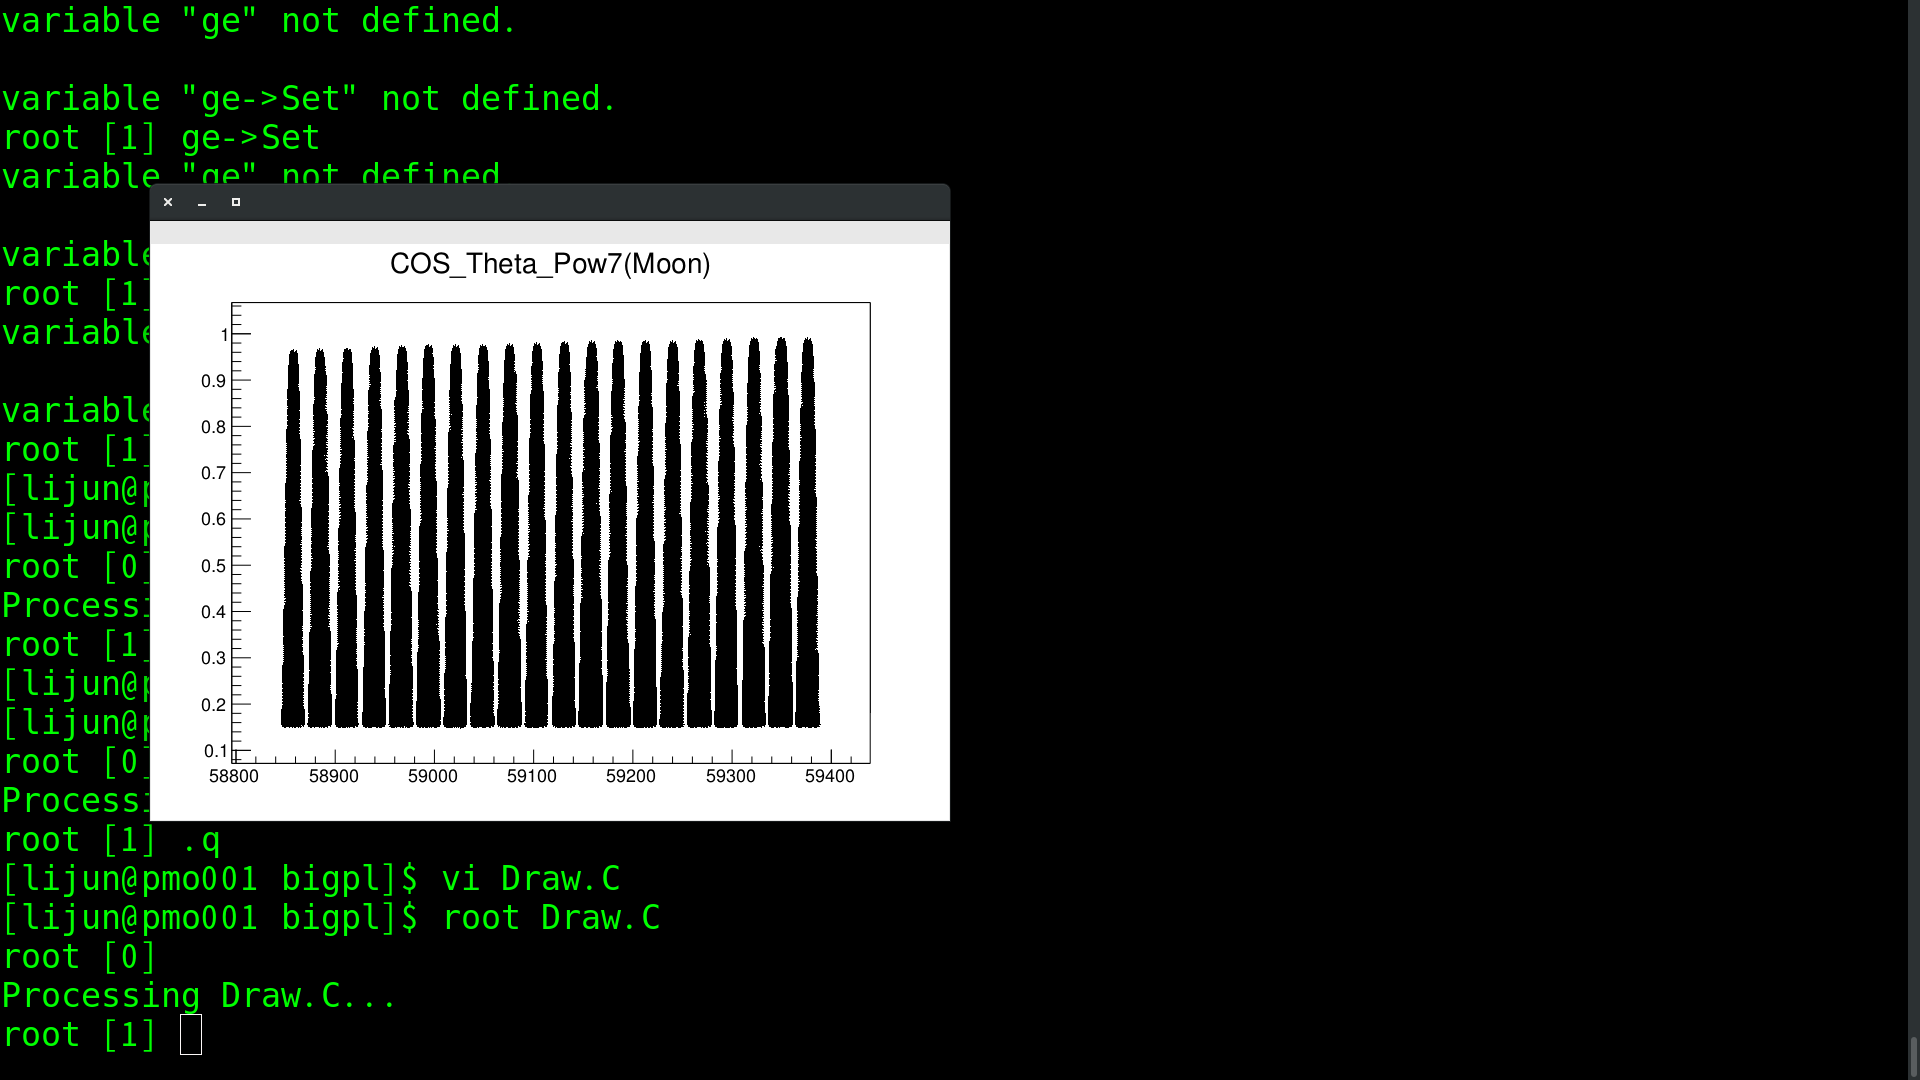 variable "ge" not defined.
variable "ge->Set" not defined.
root [1] ge->Set
variable "ge" not defined
variable
root [1]
variable
variable
root [1]
[lijun@p
[lijun@p
root [0]
Processi
root [1]
[lijun@p
[lijun@p
root [0]
Processi
COS_Theta_Pow7(Moon)
1
0.9
0.8
0.7
0.6
0.5
0.4
0.3
0.2
0.1
58800 58900 59000 59100 59200 59300 59400
root [1] .q
[lijun@pmo001 bigpl]$ vi Draw.C
[lijun@pmo001 bigpl]$ root Draw.C
root [0]
Processing Draw.C...
root [1]